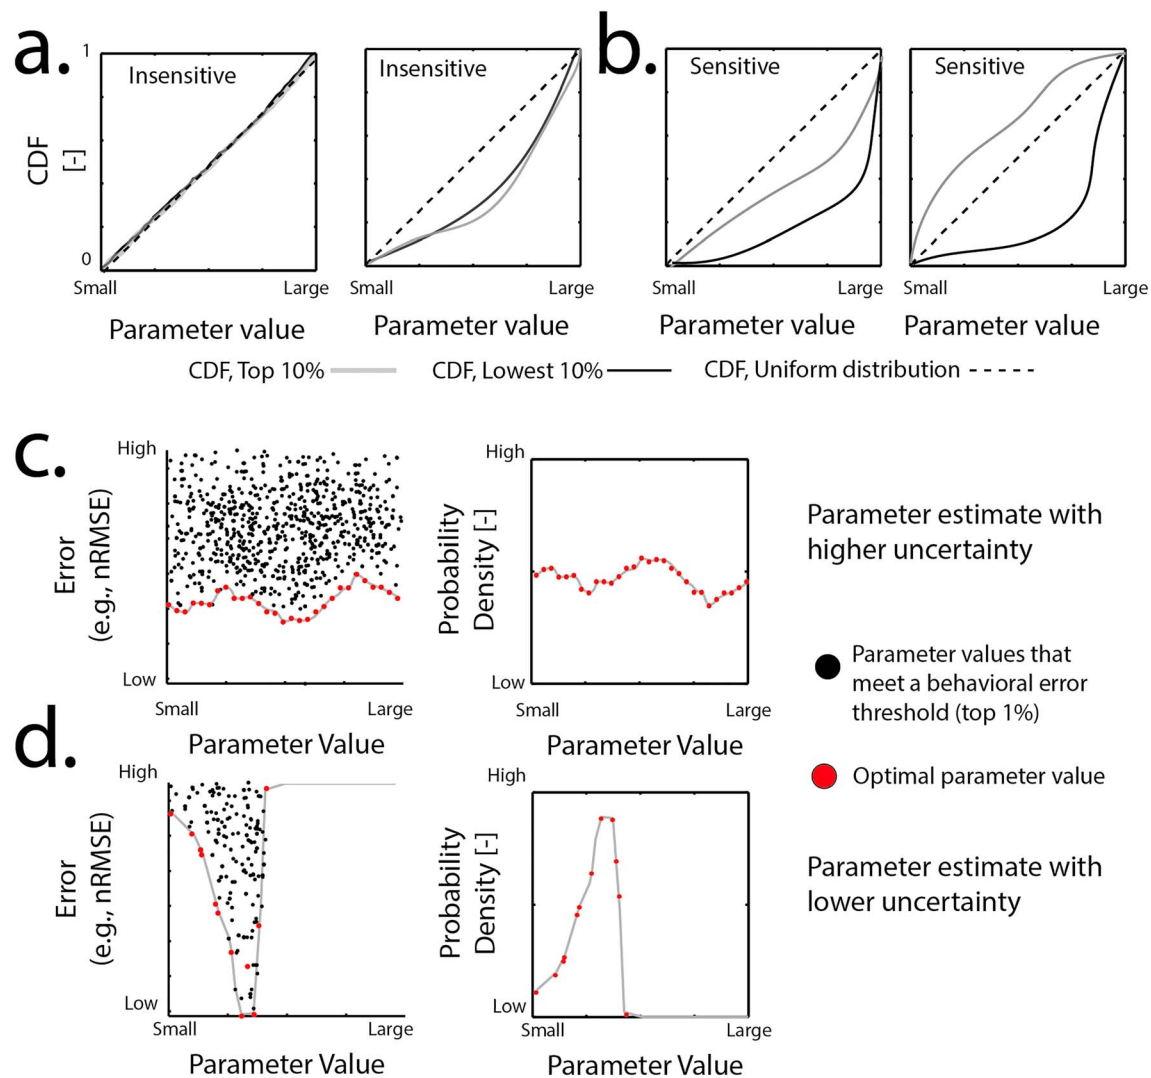 a.
b.
1
Insensitive
Insensitive
Sensitive
Sensitive
CDF
[-]
0
Small
Large
Small
Large
Small
Large
Small
Large
Parameter value
Parameter value
Parameter value
Parameter value
CDF, Top 10%
CDF, Lowest 10%
CDF, Uniform distribution
c.
High
Error
(e.g., nRMSE)
Low
Small
Large
Parameter Value
High
Probability
Density [-]
Low
Small
Large
Parameter Value
Parameter estimate with
higher uncertainty
Parameter values that
meet a behavioral error
threshold (top 1%)
Optimal parameter value
d.
High
Error
(e.g., nRMSE)
Low
Small
Large
Parameter Value
High
Probability
Density [-]
Low
Small
Large
Parameter Value
Parameter estimate with
lower uncertainty